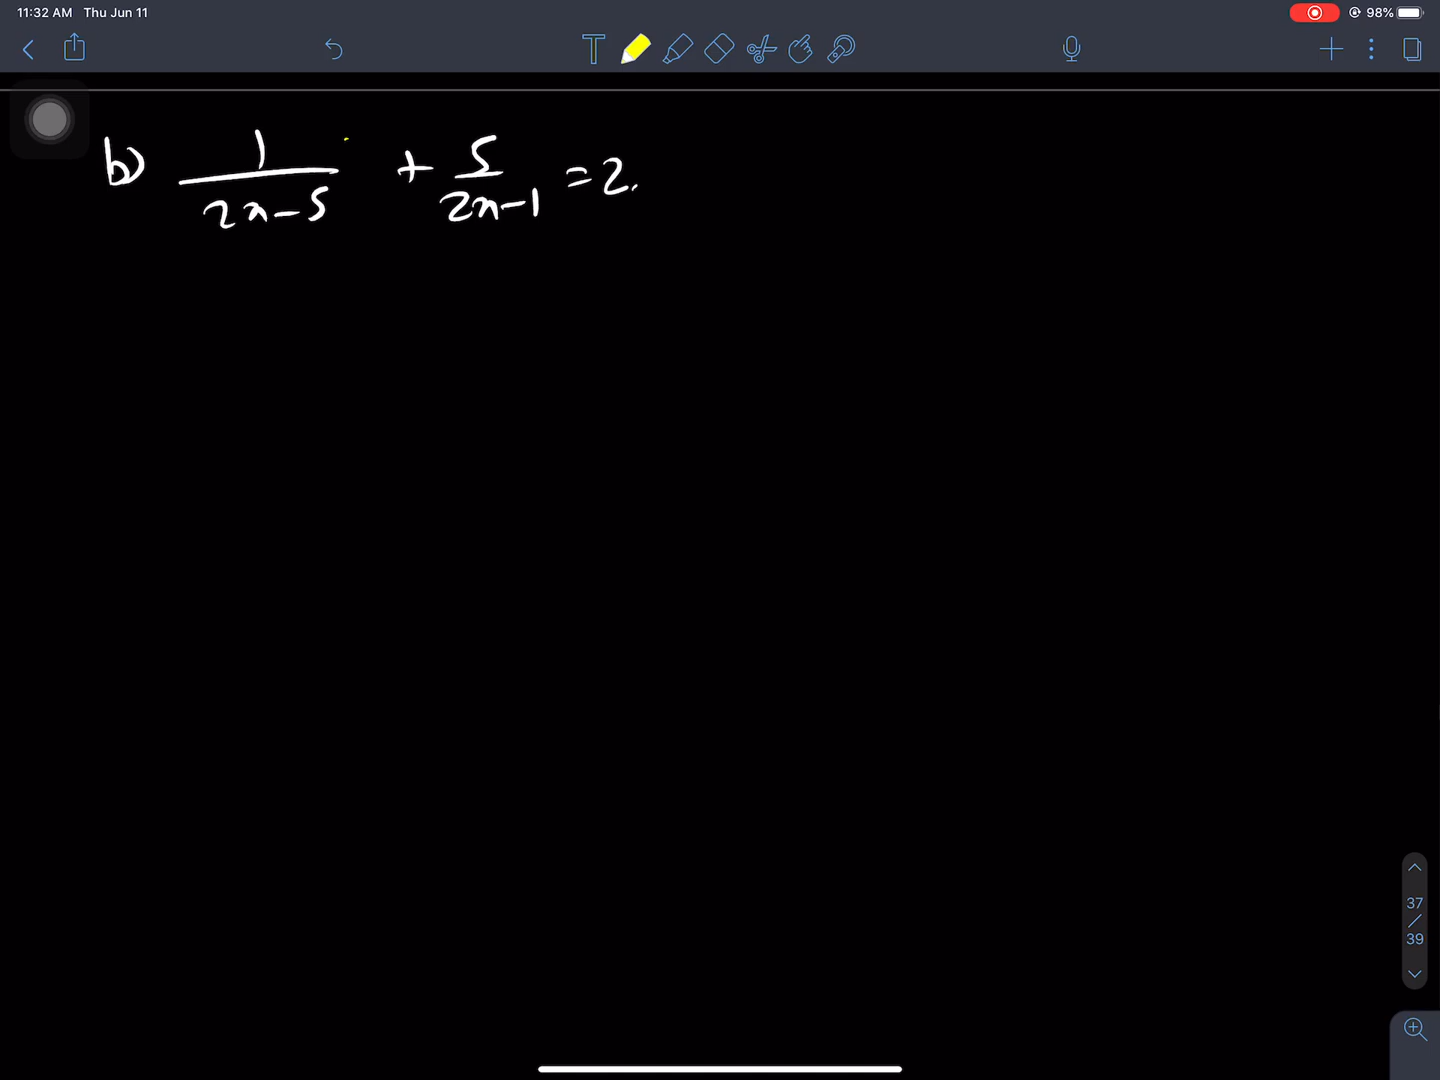 11:32 AM Thu Jun 11 98%
b) 1/(2x-5) + 5/(2x-1) = 2.
37
/
39